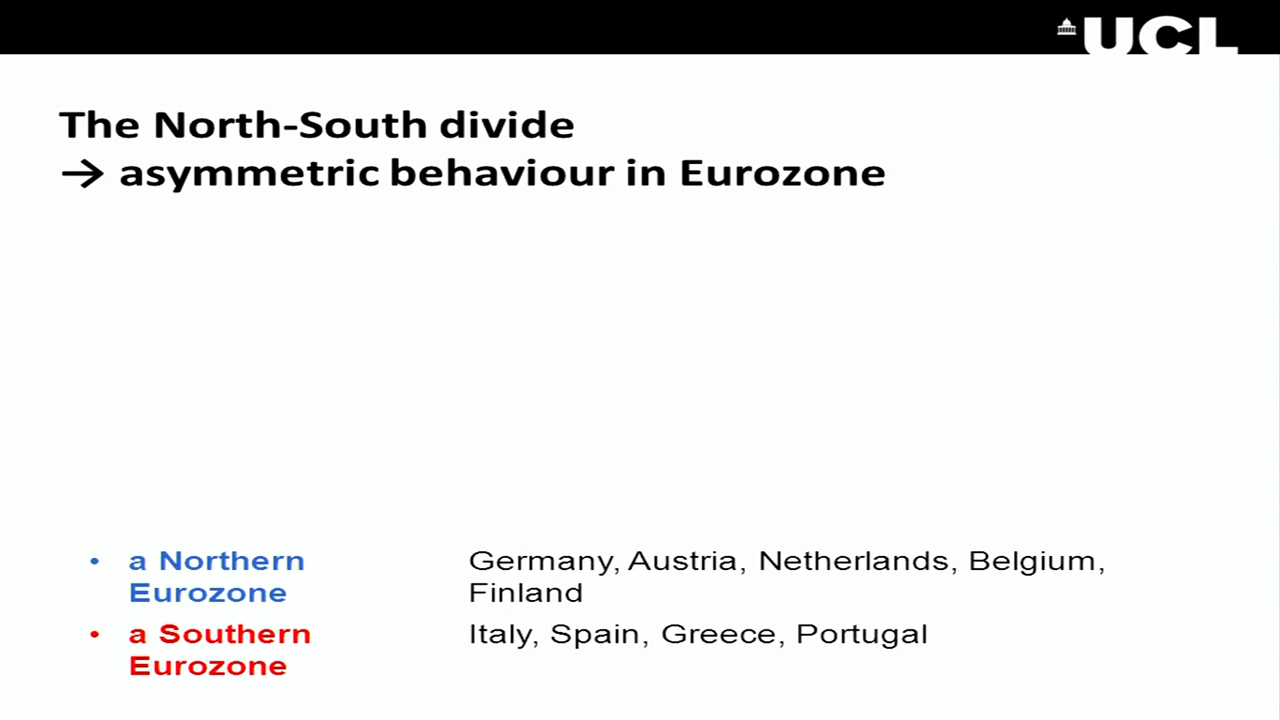 UCL
The North-South divide
→ asymmetric behaviour in Eurozone
• a Northern Eurozone
Germany, Austria, Netherlands, Belgium,
Finland
• a Southern Eurozone
Italy, Spain, Greece, Portugal